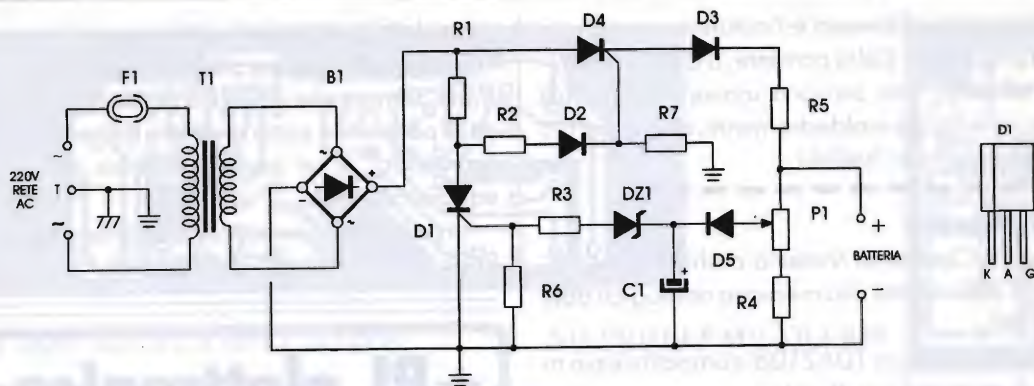 F1
T1
B1
R1
D4
D3
R2
D2
R7
R5
220V
RETE
AC
~
T
~
~
+
-
~
D1
R3
DZ1
D5
P1
+
BATTERIA
-
R6
C1
+
R4
D1
K A G